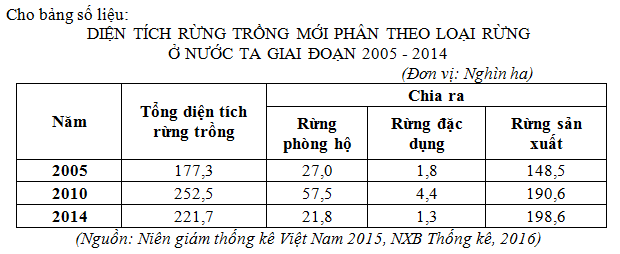 Cho bảng số liệu:
DIỆN TÍCH RỪNG TRỒNG MỚI PHÂN THEO LOẠI RỪNG
Ở NƯỚC TA GIAI ĐOẠN 2005 - 2014
(Đơn vị: Nghìn ha)
Năm Tổng diện tích rừng trồng Chia ra
Rừng phòng hộ Rừng đặc dụng Rừng sản xuất
2005 177,3 27,0 1,8 148,5
2010 252,5 57,5 4,4 190,6
2014 221,7 21,8 1,3 198,6
(Nguồn: Niên giám thống kê Việt Nam 2015, NXB Thống kê, 2016)